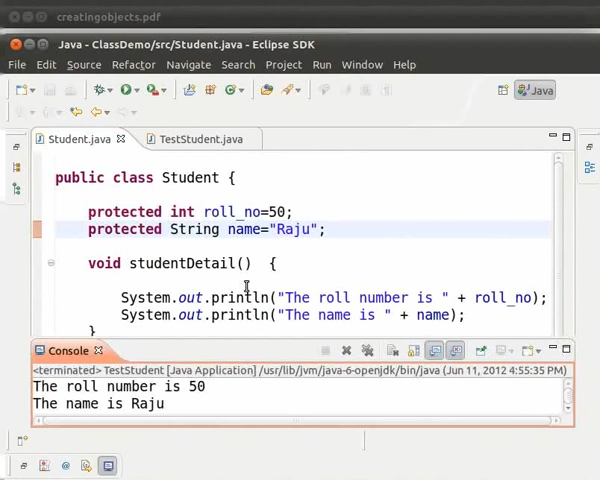 creatingobjects.pdf
Java - ClassDemo/src/Student.java - Eclipse SDK
File Edit Source Refactor Navigate Search Project Run Window Help
Java
Student.java TestStudent.java
public class Student {
protected int roll_no=50;
protected String name="Raju";
void studentDetail() {
System.out.println("The roll number is " + roll_no);
System.out.println("The name is " + name);
}
Console
<terminated> TestStudent [Java Application] /usr/lib/jvm/java-6-openjdk/bin/java (Jun 11, 2012 4:55:35 PM)
The roll number is 50
The name is Raju